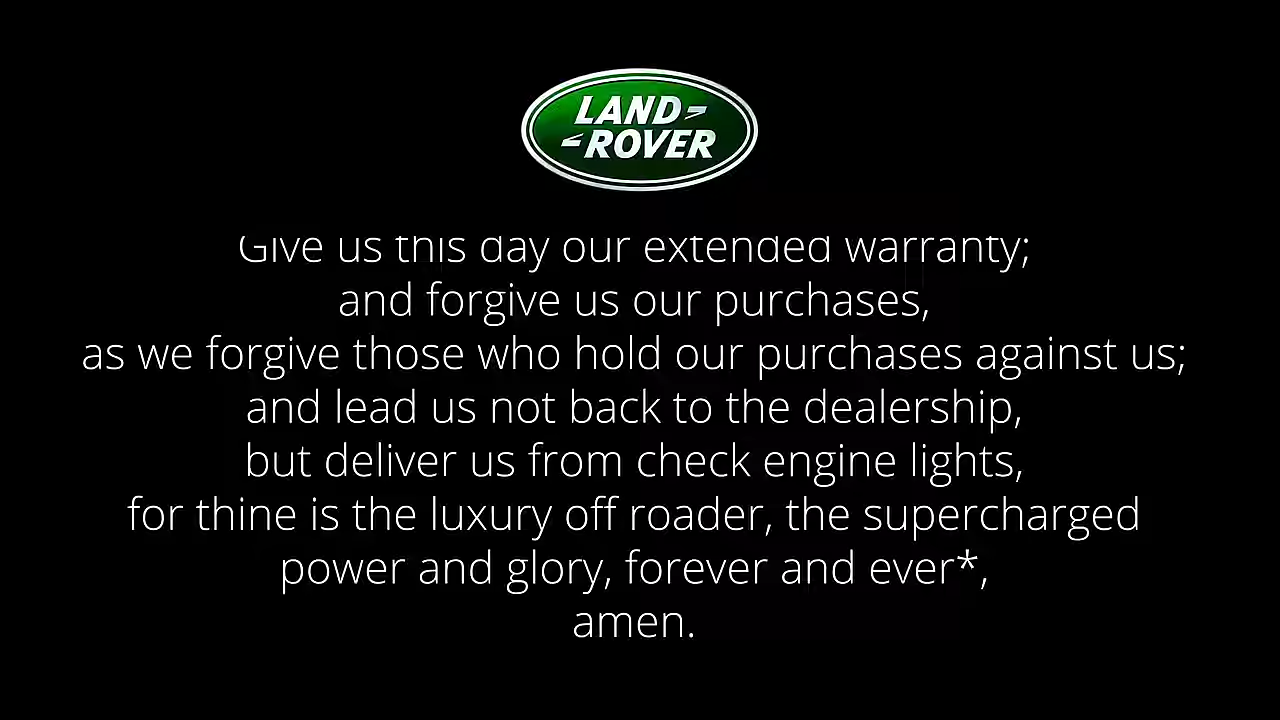 LAND
ROVER
Give us this day our extended warranty;
and forgive us our purchases,
as we forgive those who hold our purchases against us;
and lead us not back to the dealership,
but deliver us from check engine lights,
for thine is the luxury off roader, the supercharged
power and glory, forever and ever*,
amen.